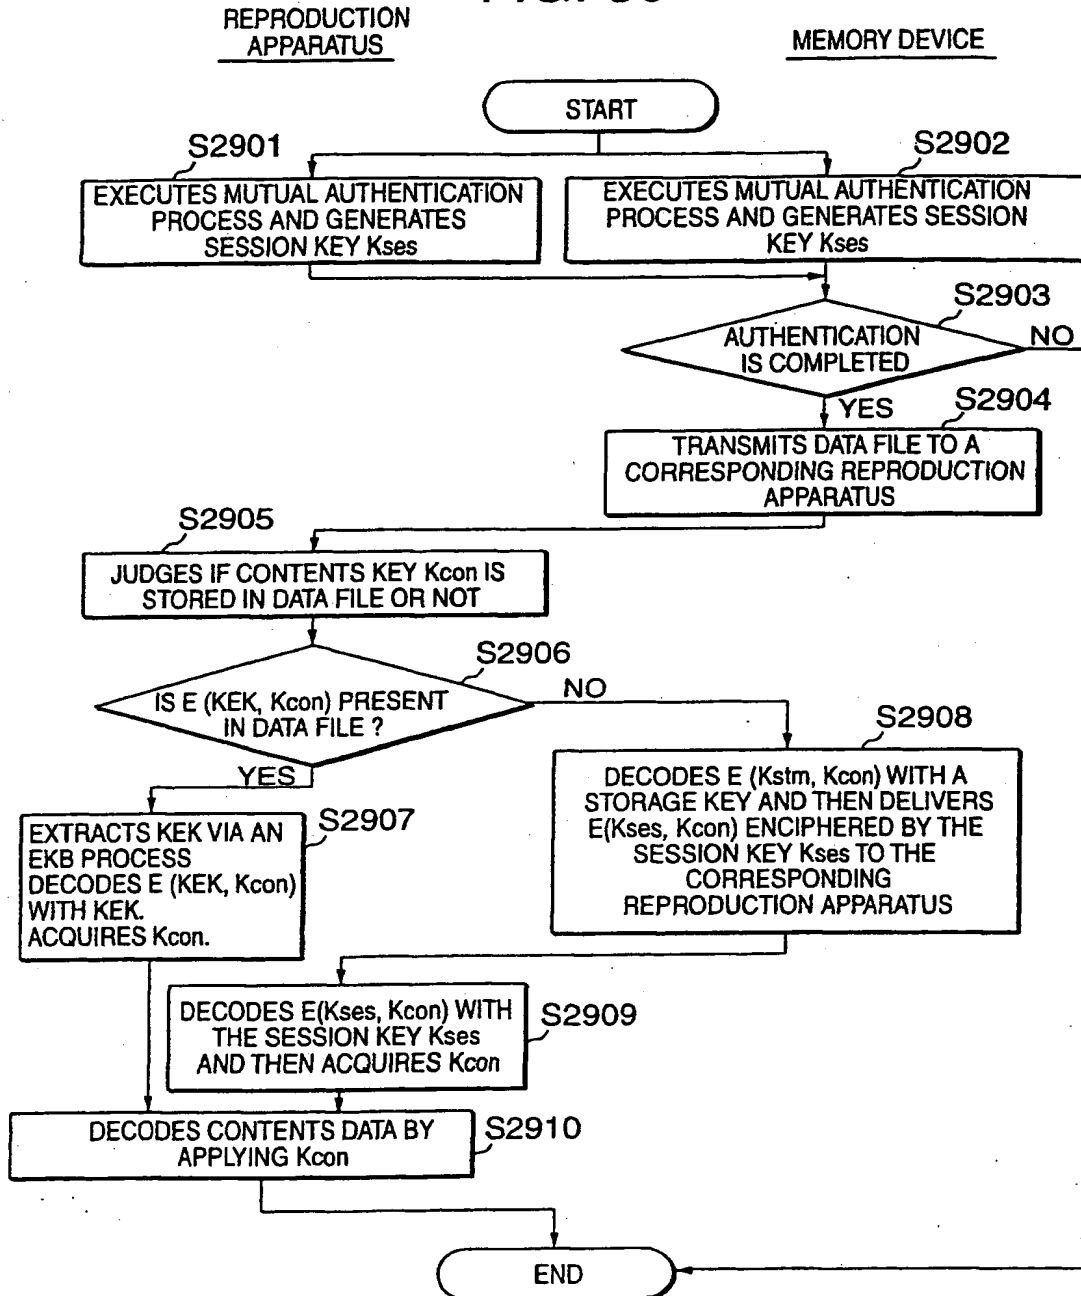 REPRODUCTION
APPARATUS
MEMORY DEVICE
START
S2901
S2902
EXECUTES MUTUAL AUTHENTICATION
PROCESS AND GENERATES
SESSION KEY Kses
EXECUTES MUTUAL AUTHENTICATION
PROCESS AND GENERATES SESSION
KEY Kses
S2903
AUTHENTICATION
IS COMPLETED
NO
YES
S2904
TRANSMITS DATA FILE TO A
CORRESPONDING REPRODUCTION
APPARATUS
S2905
JUDGES IF CONTENTS KEY Kcon IS
STORED IN DATA FILE OR NOT
S2906
IS E (KEK, Kcon) PRESENT
IN DATA FILE ?
NO
YES
S2908
DECODES E (Kstm, Kcon) WITH A
STORAGE KEY AND THEN DELIVERS
E(Kses, Kcon) ENCIPHERED BY THE
SESSION KEY Kses TO THE
CORRESPONDING
REPRODUCTION APPARATUS
S2907
EXTRACTS KEK VIA AN
EKB PROCESS
DECODES E (KEK, Kcon)
WITH KEK.
ACQUIRES Kcon.
DECODES E(Kses, Kcon) WITH
THE SESSION KEY Kses
AND THEN ACQUIRES Kcon
S2909
DECODES CONTENTS DATA BY
APPLYING Kcon
S2910
END